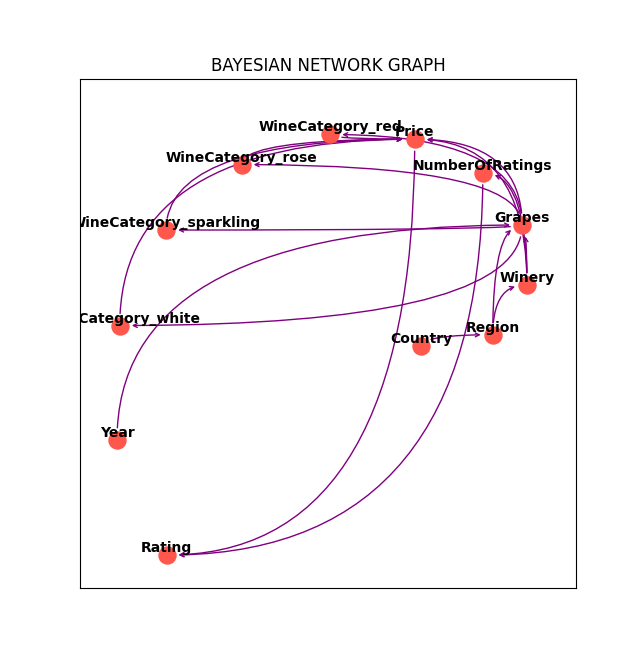 BAYESIAN NETWORK GRAPH
WineCategory_red
Price
WineCategory_rose
NumberOfRatings
Grapes
WineCategory_sparkling
Winery
Category_white
Region
Country
Year
Rating